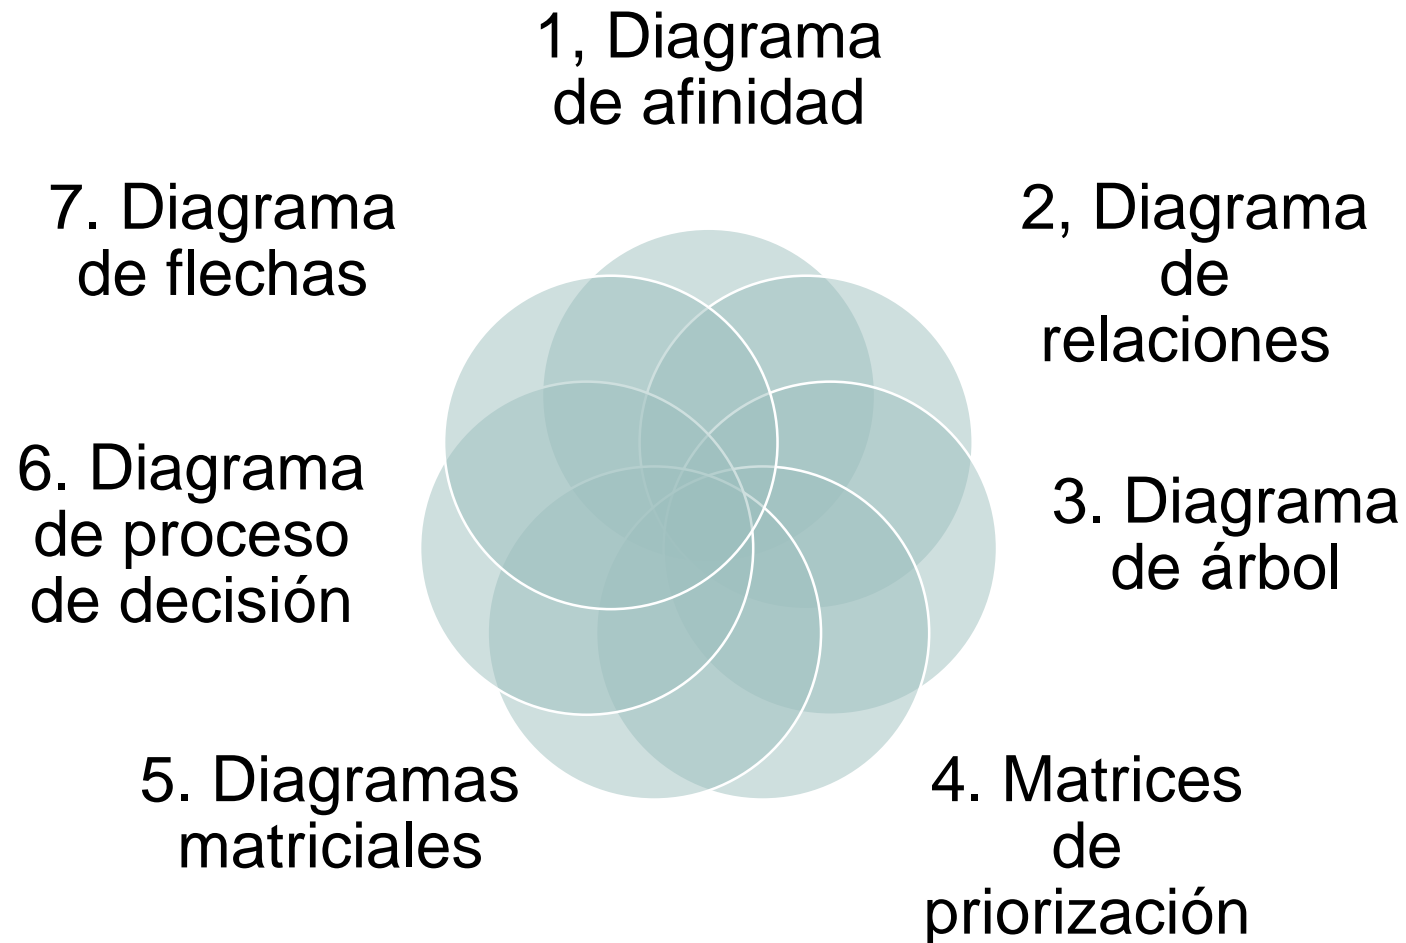 1, Diagrama
de afinidad
2, Diagrama
de
relaciones
3. Diagrama
de árbol
4. Matrices
de
priorización
5. Diagramas
matriciales
6. Diagrama
de proceso
de decisión
7. Diagrama
de flechas